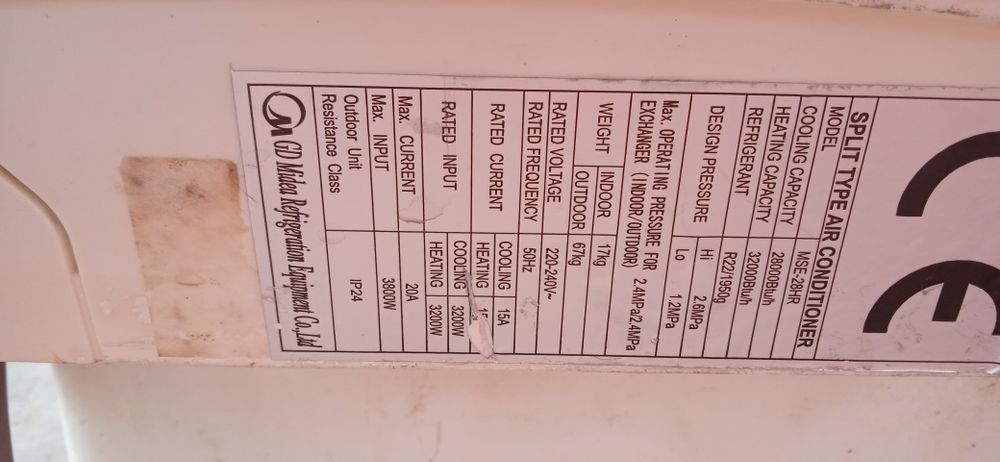 CE
SPLIT TYPE AIR CONDITIONER
MODEL MSE-28HR
COOLING CAPACITY 28000Btu/h
HEATING CAPACITY 32000Btu/h
REFRIGERANT R22/1950g
DESIGN PRESSURE Hi 2.6MPa
Lo 1.2MPa
Max. OPERATING PRESSURE FOR
EXCHANGER (INDOOR/OUTDOOR) 2.4MPa/2.4MPa
WEIGHT INDOOR 17kg
OUTDOOR 67kg
RATED VOLTAGE 220-240V~
RATED FREQUENCY 50Hz
RATED CURRENT COOLING 15A
HEATING
RATED INPUT COOLING 3200W
HEATING 3200W
Max. CURRENT 20A
Max. INPUT 3800W
Outdoor Unit
Resistance Class IP24
GD Midea Refrigeration Equipment Co.,Ltd